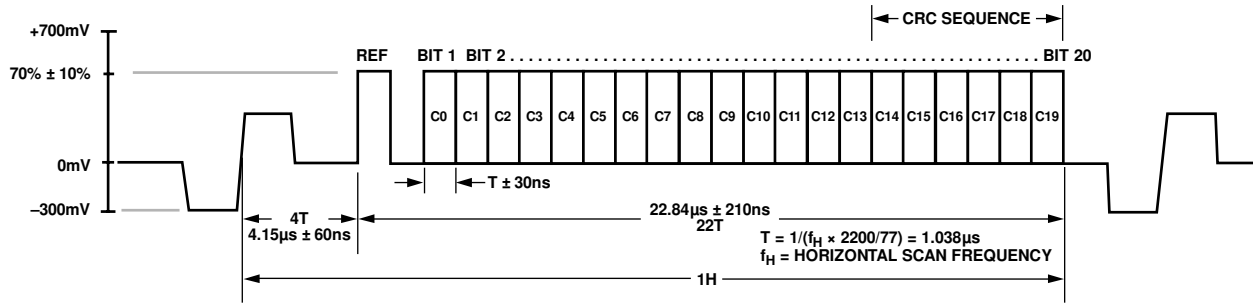 CRC SEQUENCE
+700mV
REF
BIT 1 BIT 2 . . . . . . . . . . . . . . . . . . . . . . . . . . . . . . . . . . . . . . . . . . . . . . . . . . . . . . . . . . . . . . . . BIT 20
70% ± 10%
C0 C1 C2 C3 C4 C5 C6 C7 C8 C9 C10 C11 C12 C13 C14 C15 C16 C17 C18 C19
0mV
T ± 30ns
–300mV
4T
4.15µs ± 60ns
22.84µs ± 210ns
22T
T = 1/(fH × 2200/77) = 1.038µs
fH = HORIZONTAL SCAN FREQUENCY
1H